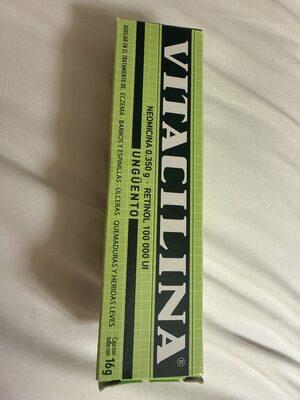 VITACILINA®
NEOMICINA 0.350 g · RETINOL 100 000 UI
UNGÜENTO
AUXILIAR EN EL TRATAMIENTO DE:
ECZEMA · BARROS Y ESPINILLAS · ÚLCERAS · QUEMADURAS Y HERIDAS LEVES
Caja con
tubo con 16g